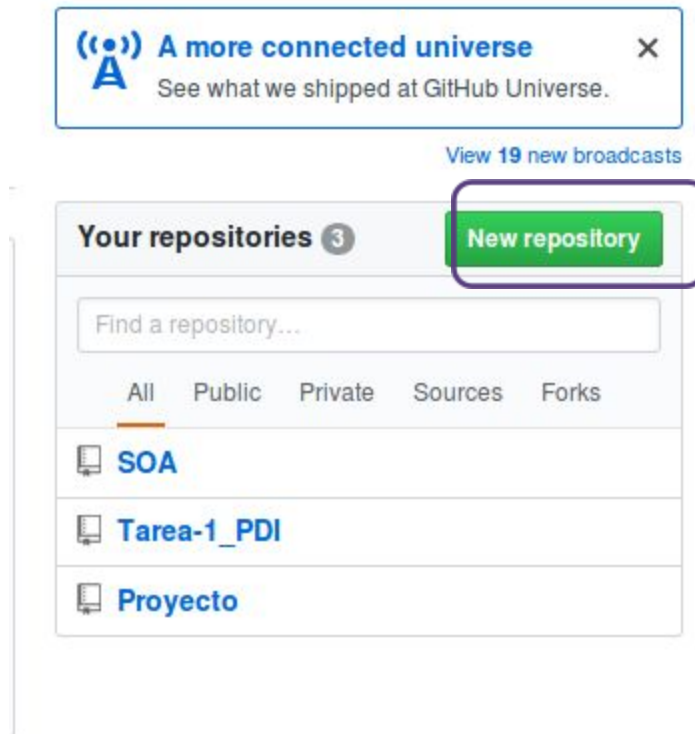 A more connected universe
See what we shipped at GitHub Universe.
View 19 new broadcasts
Your repositories 3 New repository
Find a repository…
All Public Private Sources Forks
SOA
Tarea-1_PDI
Proyecto